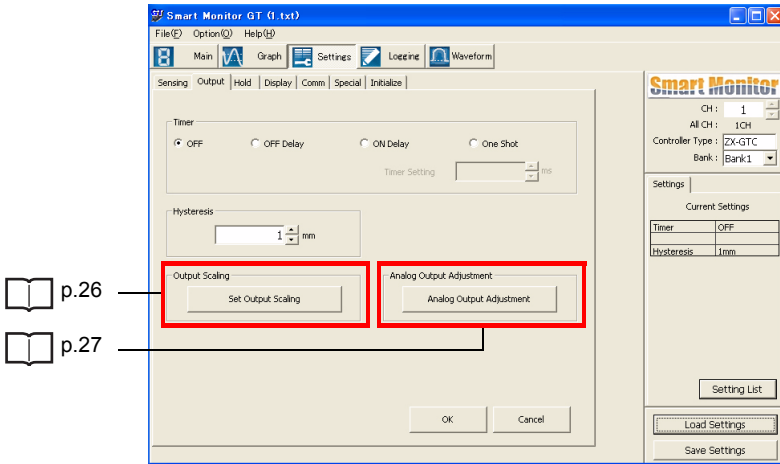 Smart Monitor GT (1.txt)
File(F) Option(O) Help(H)
8 Main Graph Settings Logging Waveform
Sensing Output Hold Display Comm Special Initialize
Timer
OFF OFF Delay ON Delay One Shot
Timer Setting ms
Hysteresis
1 mm
Output Scaling
Set Output Scaling
Analog Output Adjustment
Analog Output Adjustment
OK Cancel
Smart Monitor
CH : 1
All CH : 1CH
Controller Type : ZX-GTC
Bank : Bank1
Settings
Current Settings
Timer OFF
Hysteresis 1mm
Setting List
Load Settings
Save Settings
p.26
p.27